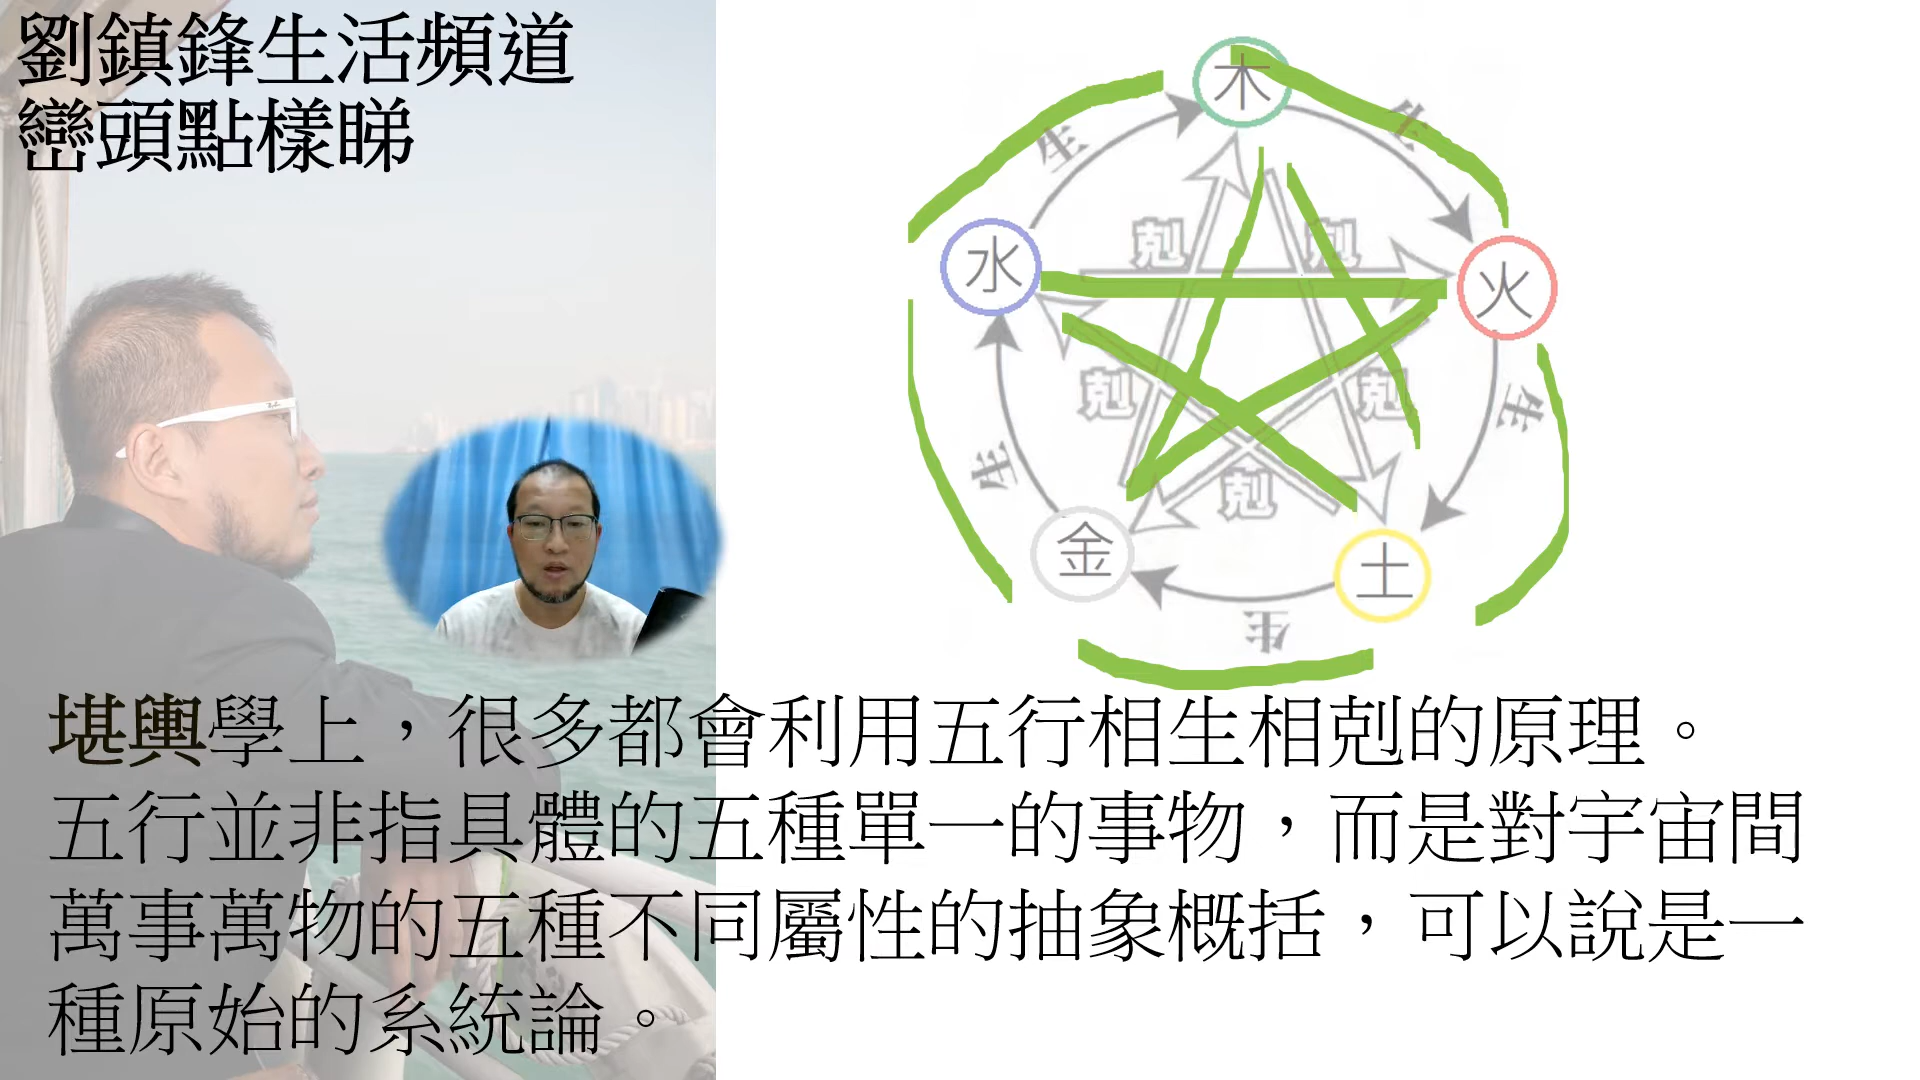 劉鎮鋒生活頻道
巒頭點樣睇
木
生
生
剋
剋
水
火
剋
剋
生
生
剋
金
土
生
堪輿學上，很多都會利用五行相生相剋的原理。
五行並非指具體的五種單一的事物，而是對宇宙間
萬事萬物的五種不同屬性的抽象概括，可以說是一
種原始的系統論。